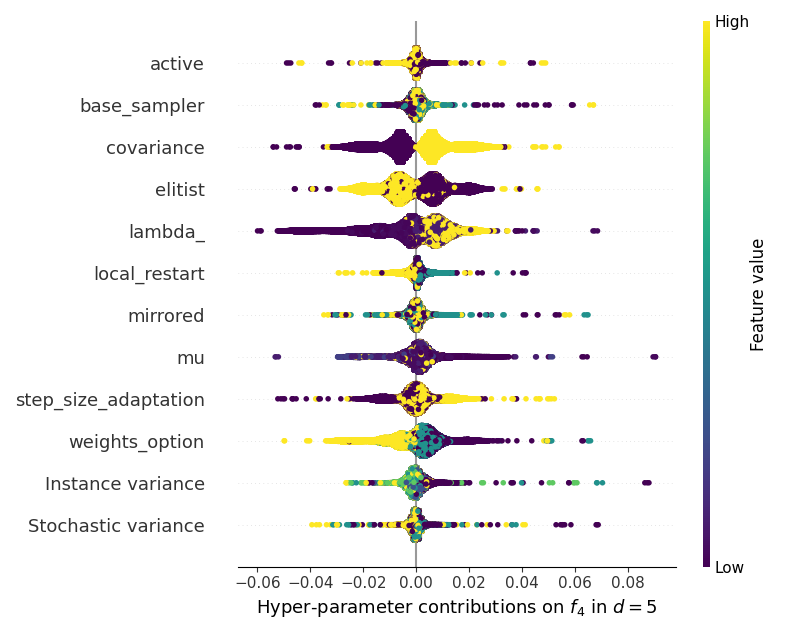 High
active
base_sampler
covariance
elitist
lambda_
local_restart
mirrored
mu
step_size_adaptation
weights_option
Instance variance
Stochastic variance
Feature value
Low
−0.06 −0.04 −0.02 0.00 0.02 0.04 0.06 0.08
Hyper-parameter contributions on f₄ in d = 5